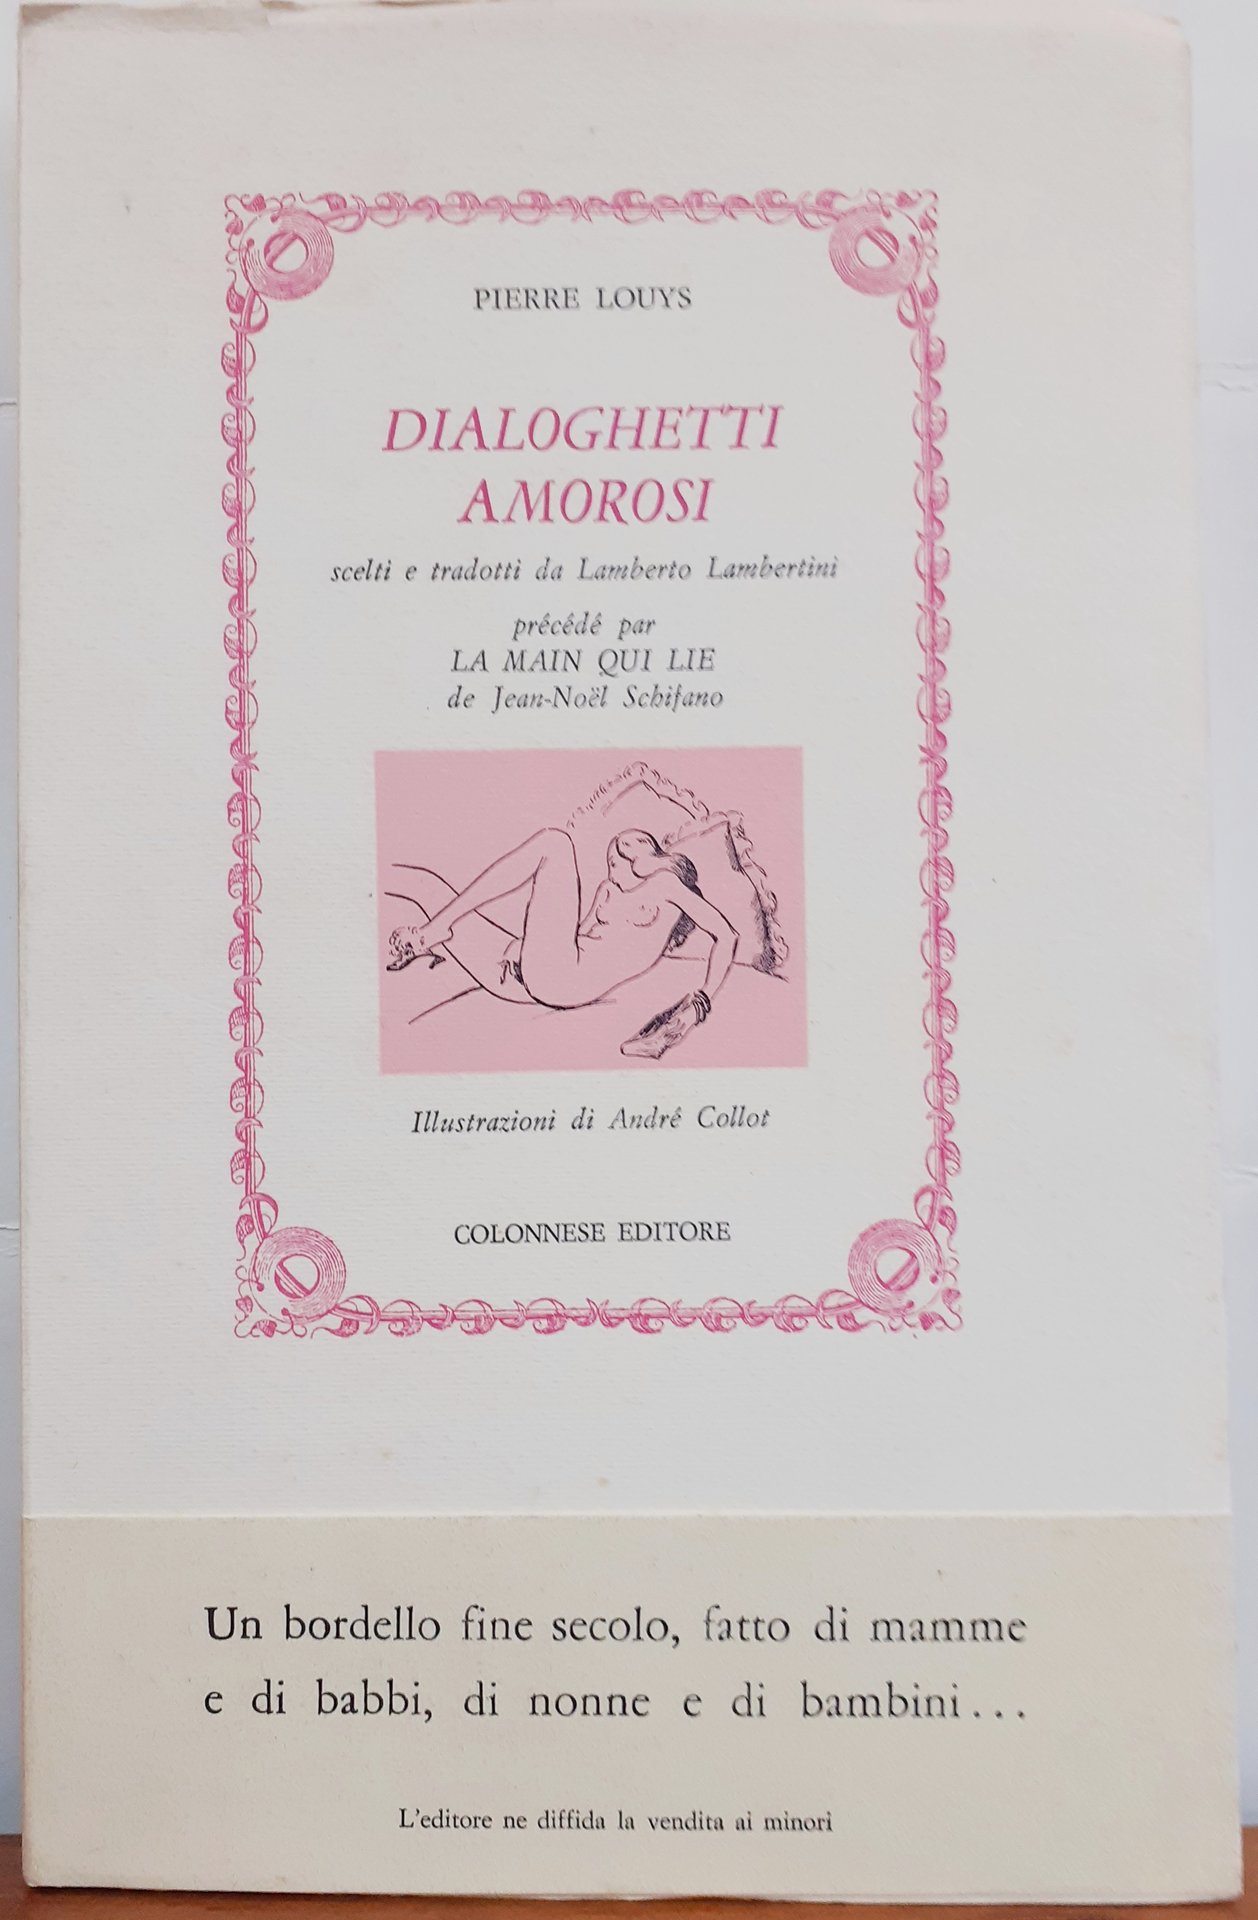 PIERRE LOUYS
DIALOGHETTI
AMOROSI
scelti e tradotti da Lamberto Lambertini
précédé par
LA MAIN QUI LIE
de Jean-Noël Schifano
Illustrazioni di André Collot
COLONNESE EDITORE
Un bordello fine secolo, fatto di mamme
e di babbi, di nonne e di bambini...
L'editore ne diffida la vendita ai minori